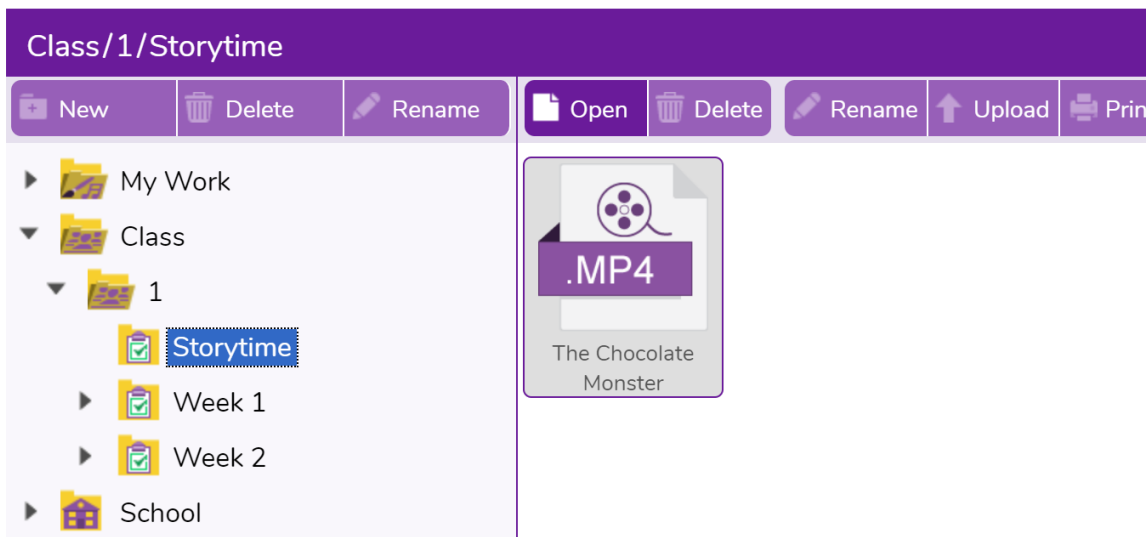 Class/1/Storytime
New Delete Rename Open Delete Rename Upload Prin
My Work
Class
1
Storytime
Week 1
Week 2
School
.MP4
The Chocolate
Monster